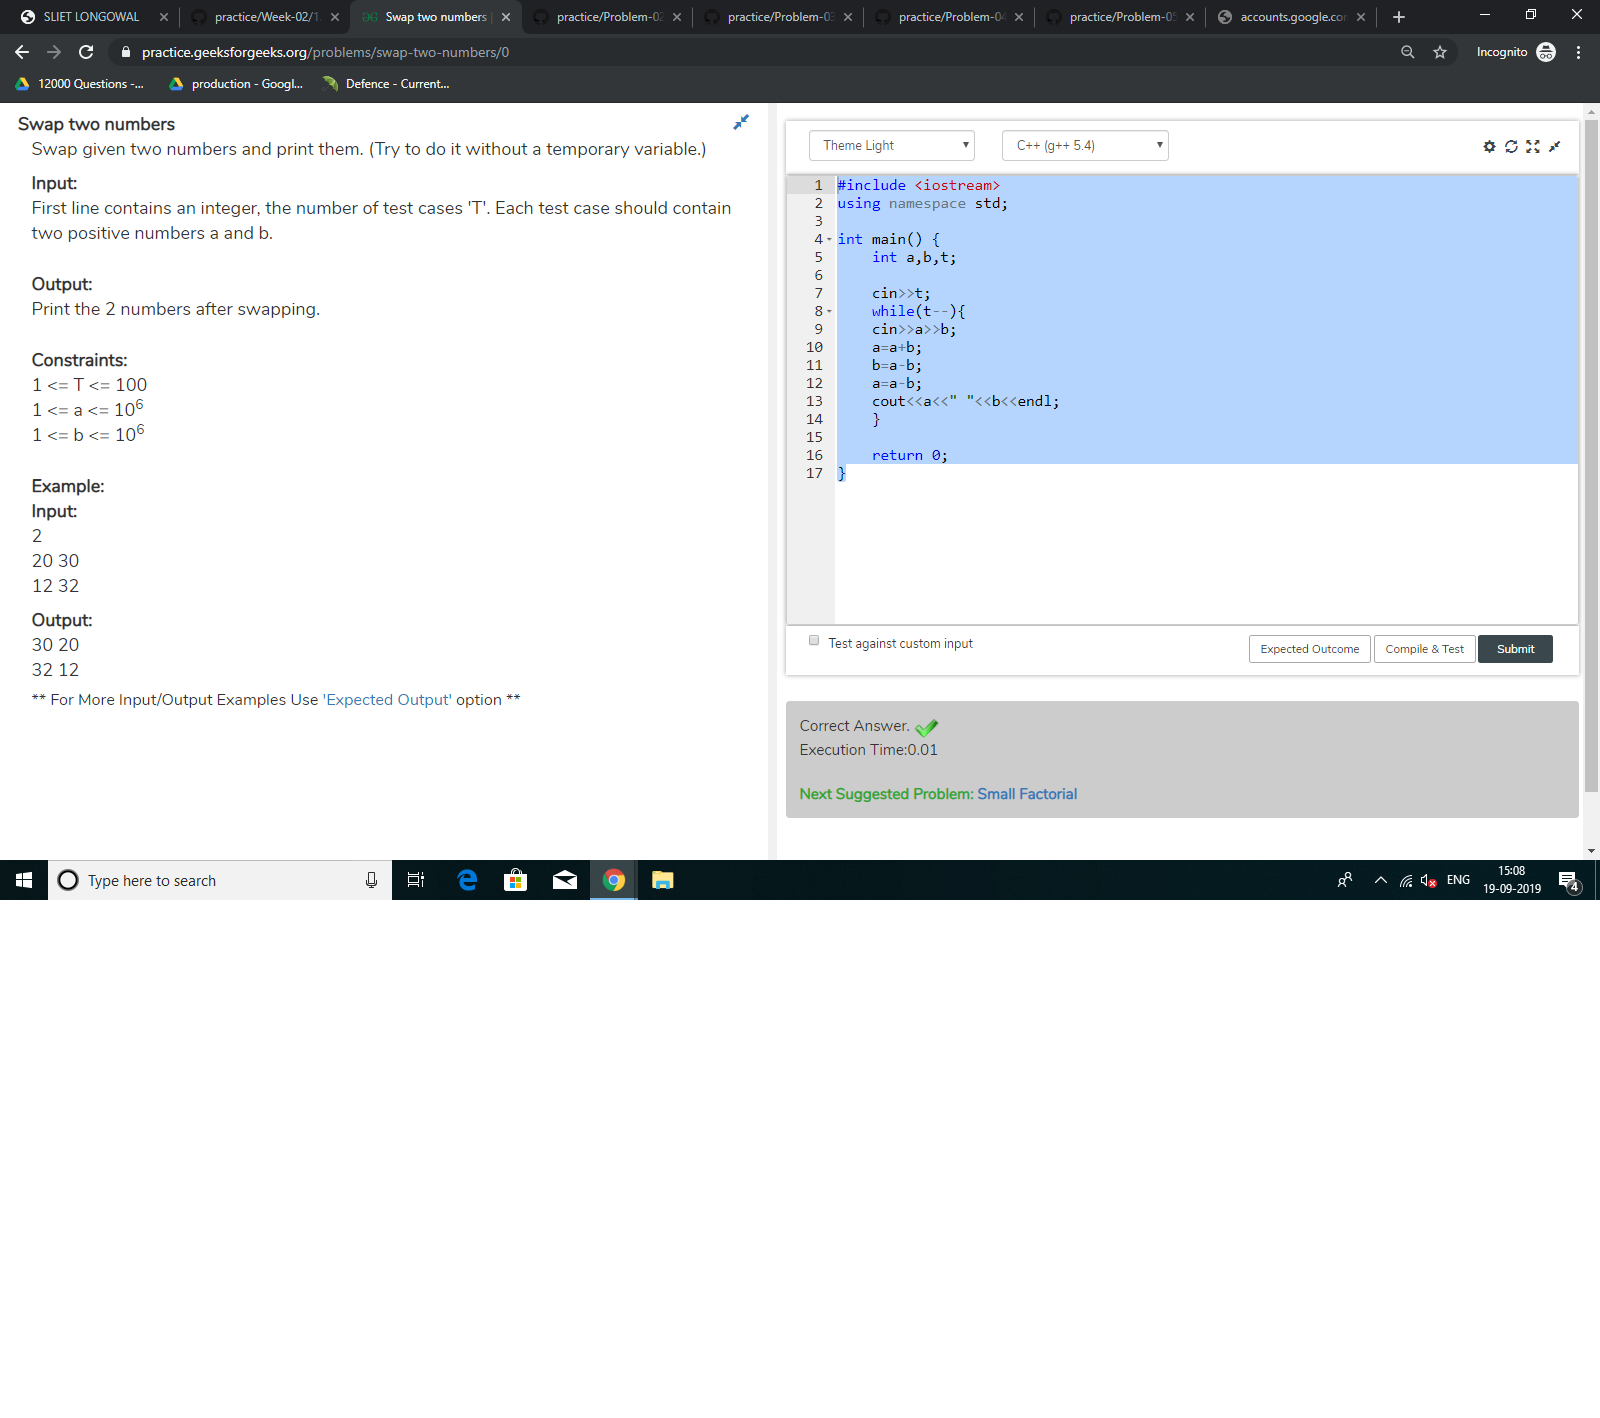 SLIET LONGOWAL
practice/Week-02/1.
Swap two numbers
practice/Problem-02
practice/Problem-03
practice/Problem-04
practice/Problem-05
accounts.google.com
practice.geeksforgeeks.org/problems/swap-two-numbers/0
Incognito
12000 Questions -...
production - Googl...
Defence - Current...
Swap two numbers
Swap given two numbers and print them. (Try to do it without a temporary variable.)
Input:
First line contains an integer, the number of test cases 'T'. Each test case should contain
two positive numbers a and b.
Output:
Print the 2 numbers after swapping.
Constraints:
1 <= T <= 100
1 <= a <= 10⁶
1 <= b <= 10⁶
Example:
Input:
2
20 30
12 32
Output:
30 20
32 12
** For More Input/Output Examples Use 'Expected Output' option **
Theme Light
C++ (g++ 5.4)
1 #include <iostream>
2 using namespace std;
3
4 int main() {
5 int a,b,t;
6
7 cin>>t;
8 while(t--){
9 cin>>a>>b;
10 a=a+b;
11 b=a-b;
12 a=a-b;
13 cout<<a<<" "<<b<<endl;
14 }
15
16 return 0;
17 }
Test against custom input
Expected Outcome
Compile & Test
Submit
Correct Answer.
Execution Time:0.01
Next Suggested Problem: Small Factorial
Type here to search
ENG
15:08
19-09-2019
4